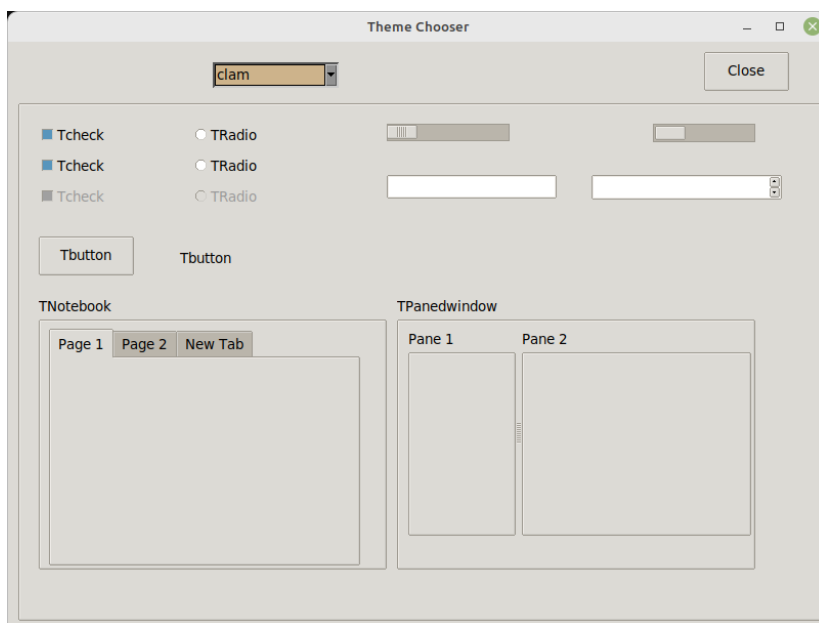 Theme Chooser
clam
Close
Tcheck TRadio
Tcheck TRadio
Tcheck TRadio
Tbutton Tbutton
TNotebook TPanedwindow
Page 1 Page 2 New Tab
Pane 1 Pane 2